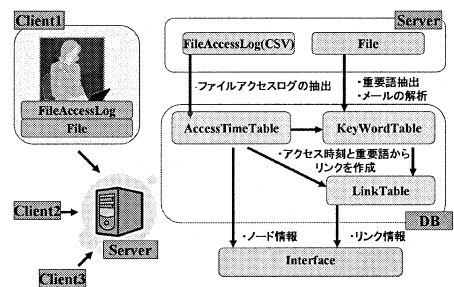 Client1
FileAccessLog
File
Client2
Server
Client3
Server
FileAccessLog(CSV)
File
・ファイルアクセスログの抽出
・重要語抽出
・メールの解析
AccessTimeTable
KeyWordTable
・アクセス時刻と重要語から
リンクを作成
LinkTable
DB
・ノード情報
・リンク情報
Interface